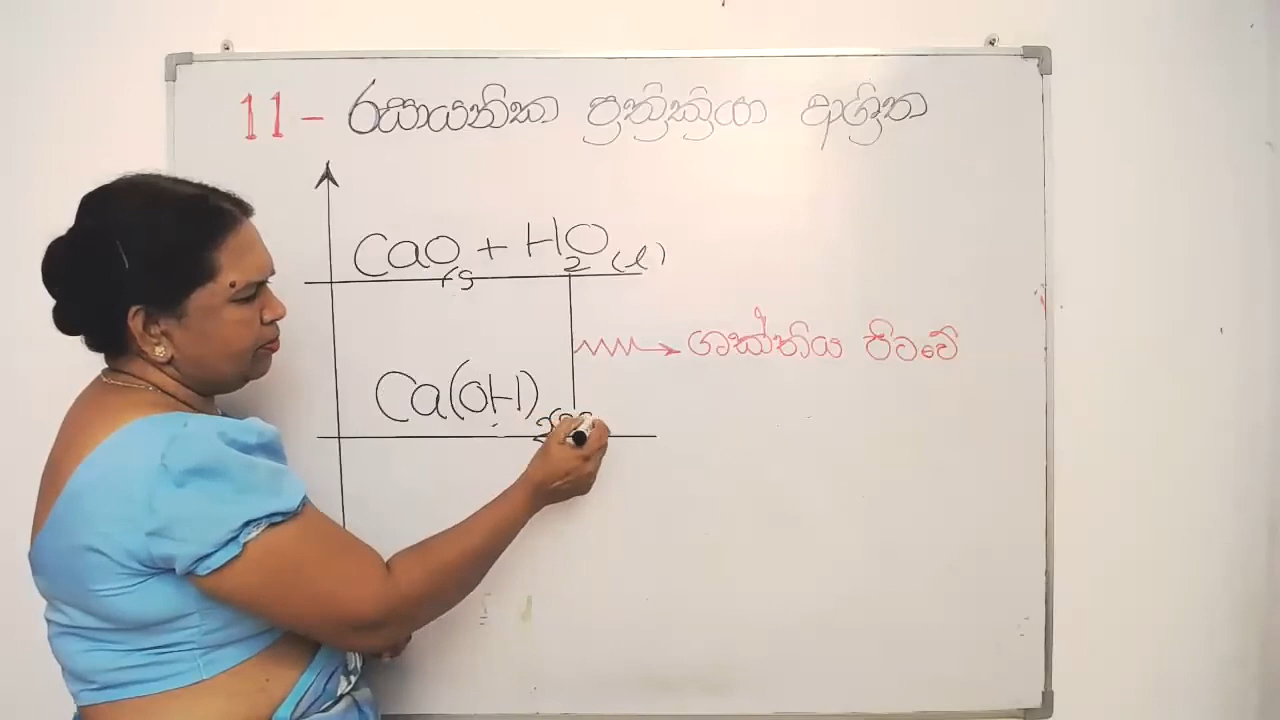 11 - රසායනික ප්‍රතික්‍රියා ආශ්‍රිත
CaO(s) + H2O(l)
ශක්තිය පිටවේ
Ca(OH)2